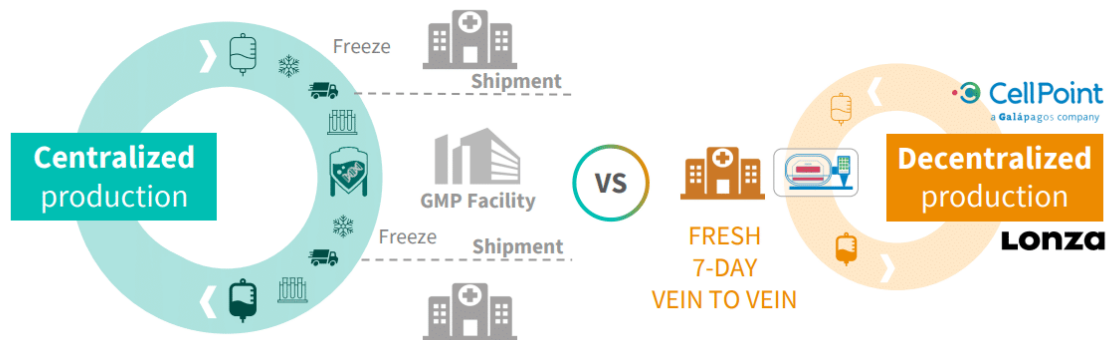 Freeze
Shipment
Centralized
production
GMP Facility
Freeze
Shipment
VS
FRESH
7-DAY
VEIN TO VEIN
CellPoint
a Galápagos company
Decentralized
production
Lonza